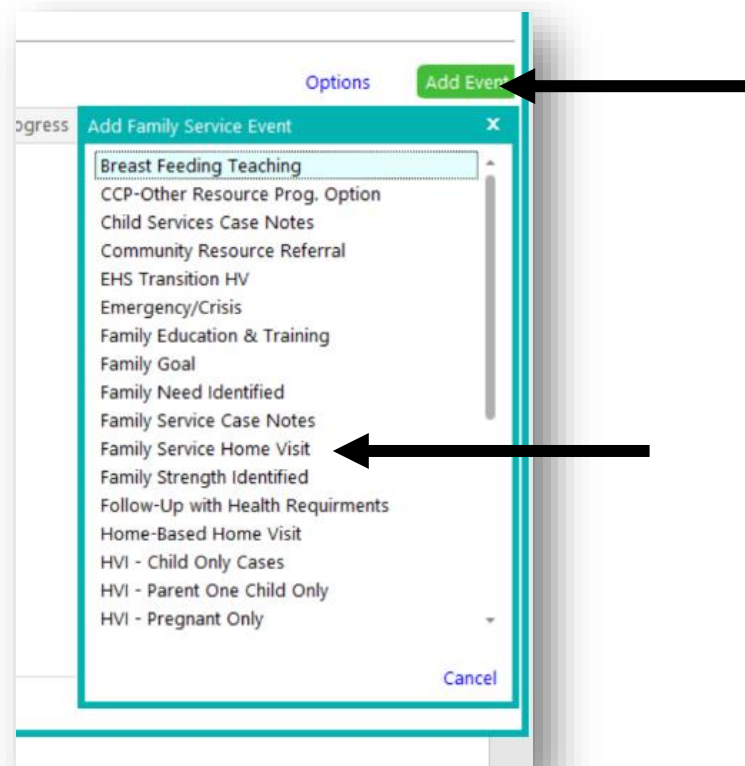 Options Add Event
ogress Add Family Service Event x
Breast Feeding Teaching
CCP-Other Resource Prog. Option
Child Services Case Notes
Community Resource Referral
EHS Transition HV
Emergency/Crisis
Family Education & Training
Family Goal
Family Need Identified
Family Service Case Notes
Family Service Home Visit
Family Strength Identified
Follow-Up with Health Requirments
Home-Based Home Visit
HVI - Child Only Cases
HVI - Parent One Child Only
HVI - Pregnant Only
Cancel